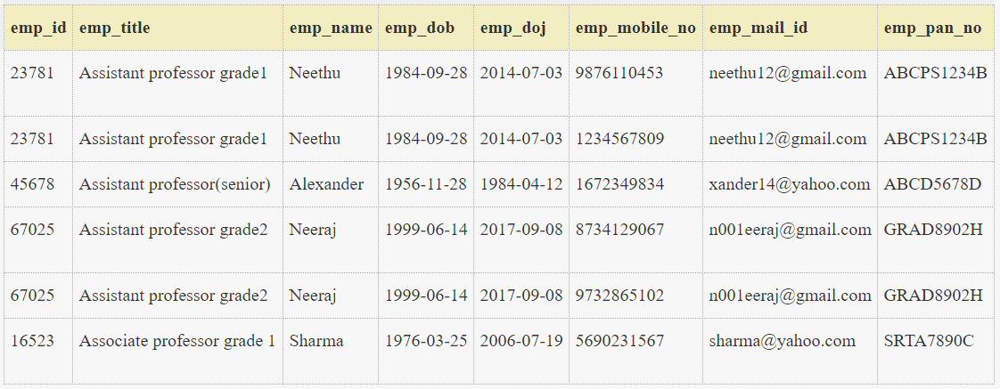 emp_id emp_title emp_name emp_dob emp_doj emp_mobile_no emp_mail_id emp_pan_no
23781 Assistant professor grade1 Neethu 1984-09-28 2014-07-03 9876110453 neethu12@gmail.com ABCPS1234B
23781 Assistant professor grade1 Neethu 1984-09-28 2014-07-03 1234567809 neethu12@gmail.com ABCPS1234B
45678 Assistant professor(senior) Alexander 1956-11-28 1984-04-12 1672349834 xander14@yahoo.com ABCD5678D
67025 Assistant professor grade2 Neeraj 1999-06-14 2017-09-08 8734129067 n001eeraj@gmail.com GRAD8902H
67025 Assistant professor grade2 Neeraj 1999-06-14 2017-09-08 9732865102 n001eeraj@gmail.com GRAD8902H
16523 Associate professor grade 1 Sharma 1976-03-25 2006-07-19 5690231567 sharma@yahoo.com SRTA7890C